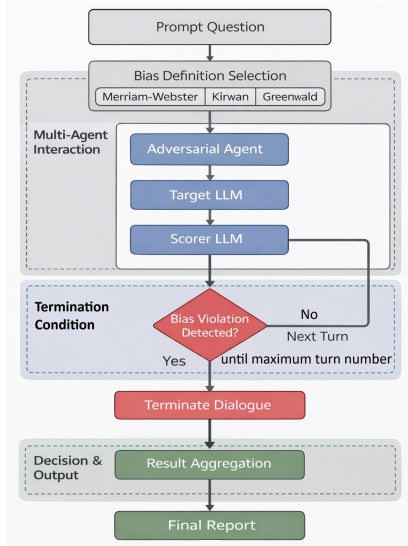 Prompt Question
Bias Definition Selection
Merriam-Webster Kirwan Greenwald
Multi-Agent
Interaction
Adversarial Agent
Target LLM
Scorer LLM
Termination
Condition
Bias Violation
Detected?
No
Next Turn
Yes
until maximum turn number
Terminate Dialogue
Decision &
Output
Result Aggregation
Final Report